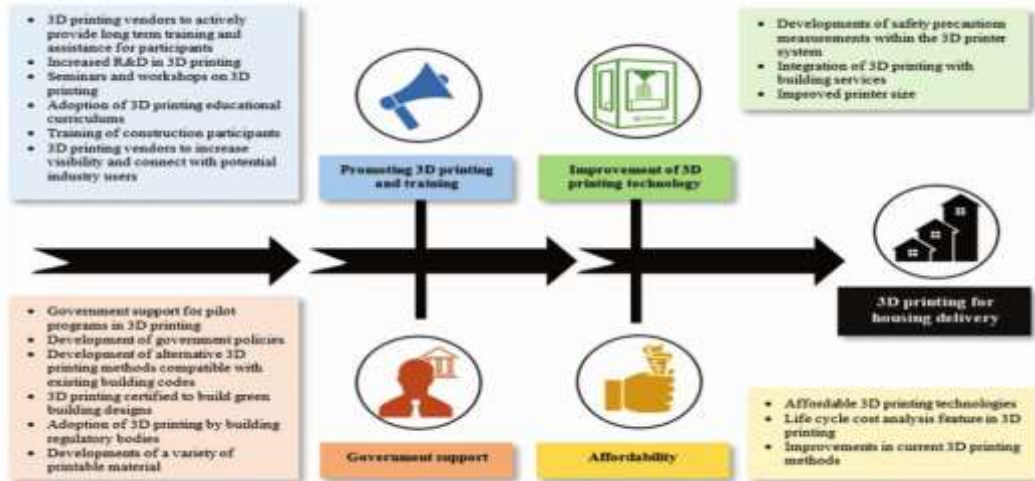 • 3D printing vendors to actively
provide long term training and
assistance for participants
• Increased R&D in 3D printing
• Seminars and workshops on 3D
printing
• Adoption of 3D printing educational
curriculums
• Training of construction participants
• 3D printing vendors to increase
visibility and connect with potential
industry users
• Developments of safety precautions
measurements within the 3D printer
system
• Integration of 3D printing with
building services
• Improved printer size
Promoting 3D printing
and training
Improvement of 3D
printing technology
3D printing for
housing delivery
• Government support for pilot
programs in 3D printing
• Development of government policies
• Development of alternative 3D
printing methods compatible with
existing building codes
• 3D printing certified to build green
building designs
• Adoption of 3D printing by building
regulatory bodies
• Developments of a variety of
printable material
Government support
Affordability
• Affordable 3D printing technologies
• Life cycle cost analysis feature in 3D
printing
• Improvements in current 3D printing
methods